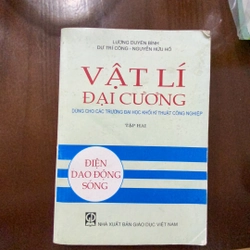 LƯƠNG DUYÊN BÌNH
DƯ TRÍ CÔNG - NGUYỄN HỮU HỒ
VẬT LÍ
ĐẠI CƯƠNG
DÙNG CHO CÁC TRƯỜNG ĐẠI HỌC KHỐI KĨ THUẬT CÔNG NGHIỆP
TẬP HAI
ĐIỆN
DAO ĐỘNG
SÓNG
NHÀ XUẤT BẢN GIÁO DỤC VIỆT NAM